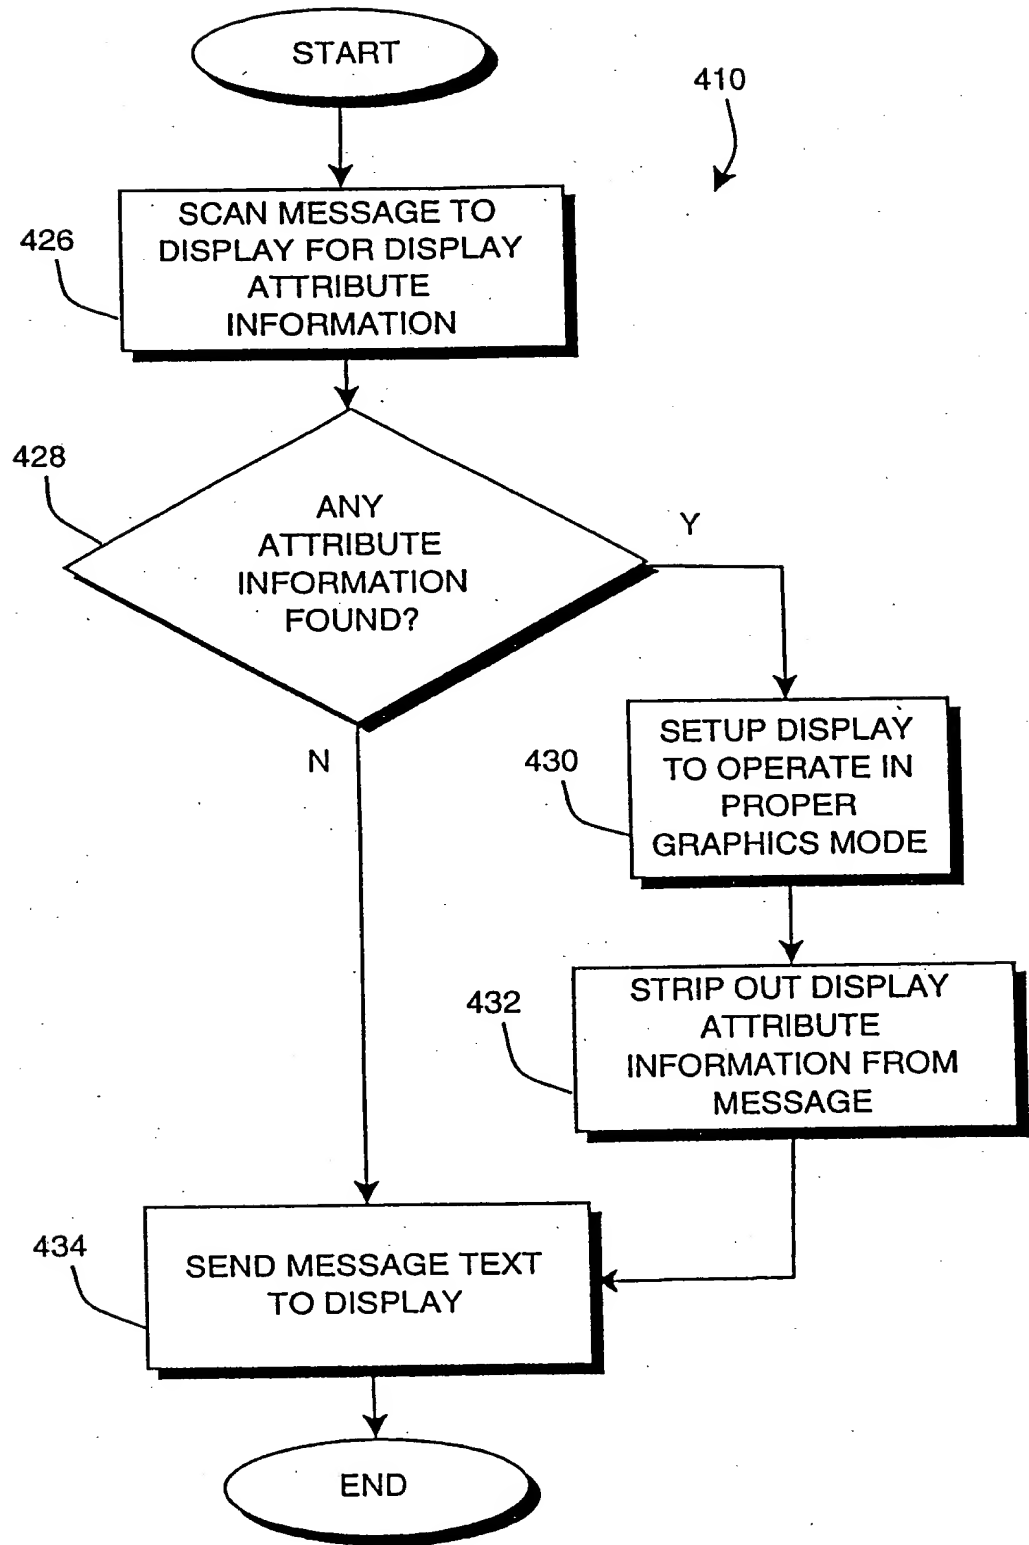 START
410
426
SCAN MESSAGE TO
DISPLAY FOR DISPLAY
ATTRIBUTE
INFORMATION
428
ANY
ATTRIBUTE
INFORMATION
FOUND?
Y
N
430
SETUP DISPLAY
TO OPERATE IN
PROPER
GRAPHICS MODE
432
STRIP OUT DISPLAY
ATTRIBUTE
INFORMATION FROM
MESSAGE
434
SEND MESSAGE TEXT
TO DISPLAY
END